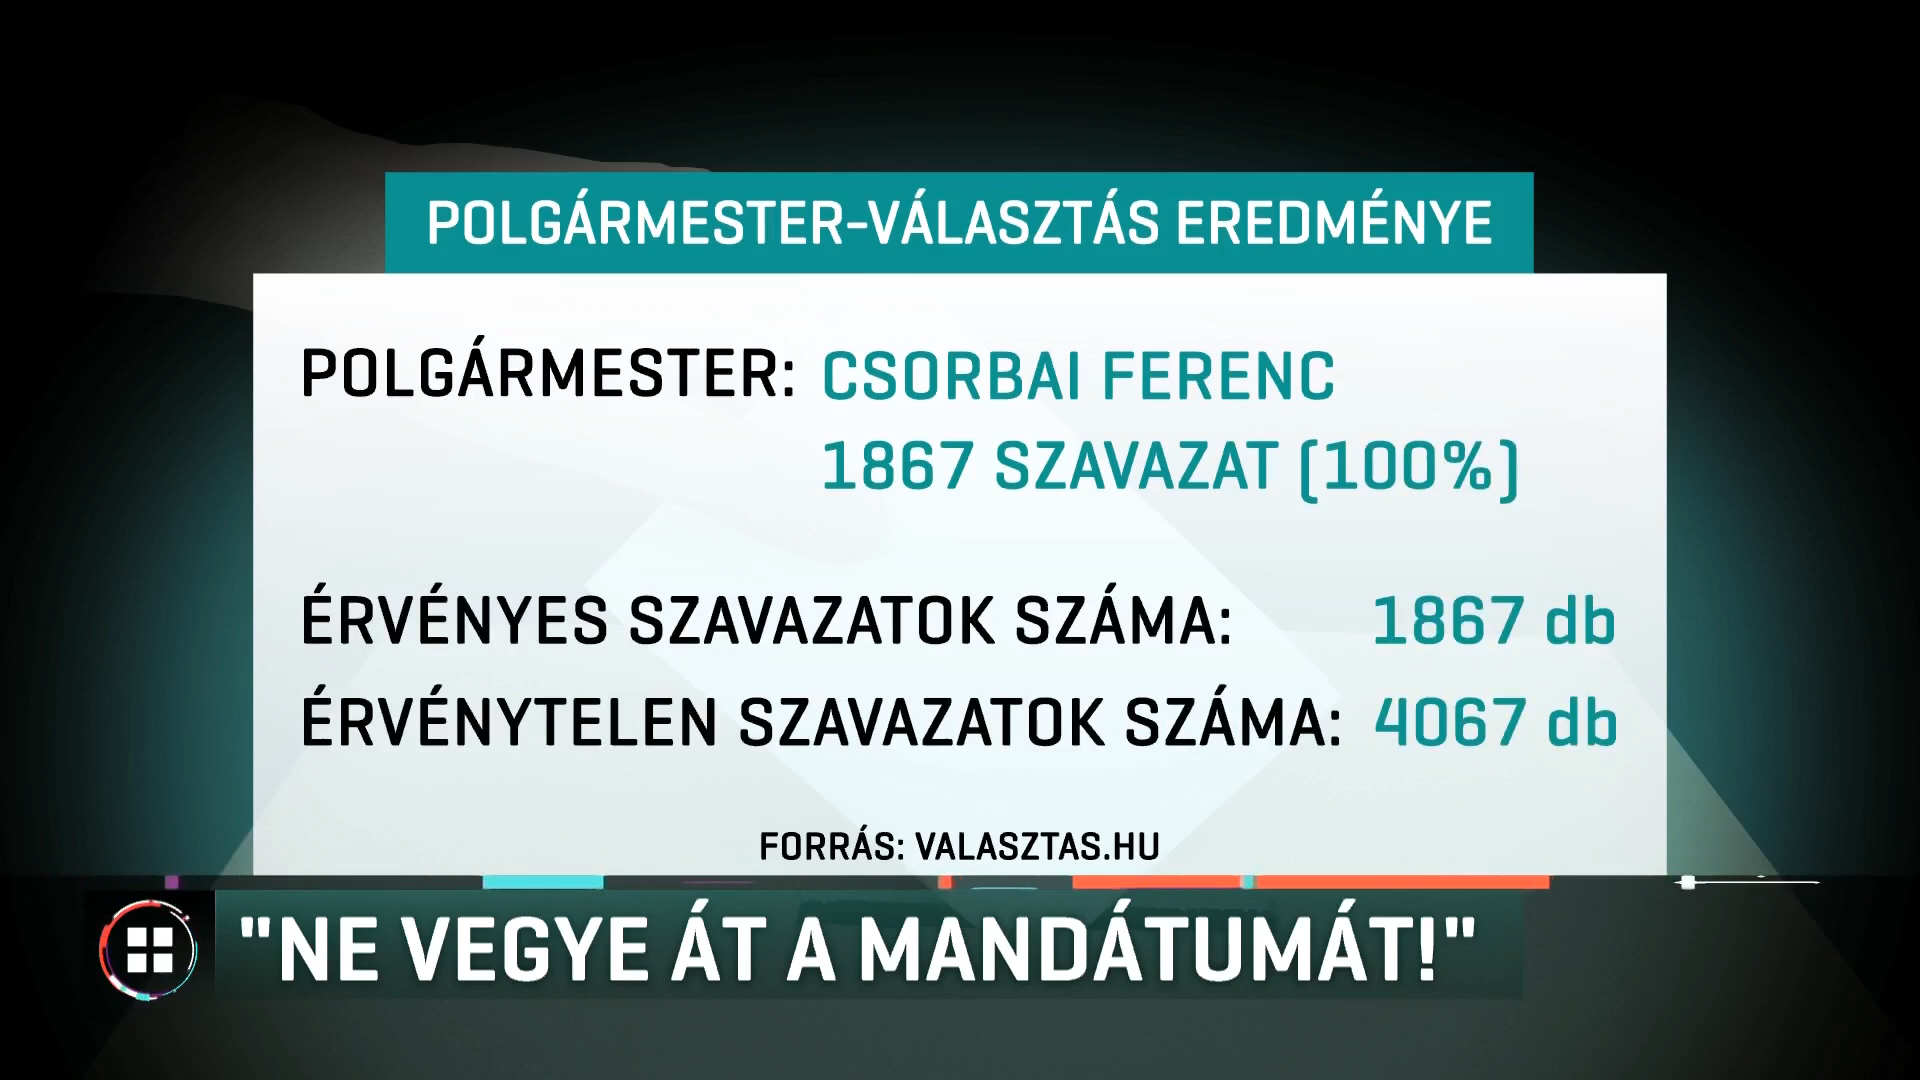 POLGÁRMESTER-VÁLASZTÁS EREDMÉNYE
POLGÁRMESTER: CSORBAI FERENC
1867 SZAVAZAT (100%)
ÉRVÉNYES SZAVAZATOK SZÁMA: 1867 db
ÉRVÉNYTELEN SZAVAZATOK SZÁMA: 4067 db
FORRÁS: VALASZTAS.HU
"NE VEGYE ÁT A MANDÁTUMÁT!"